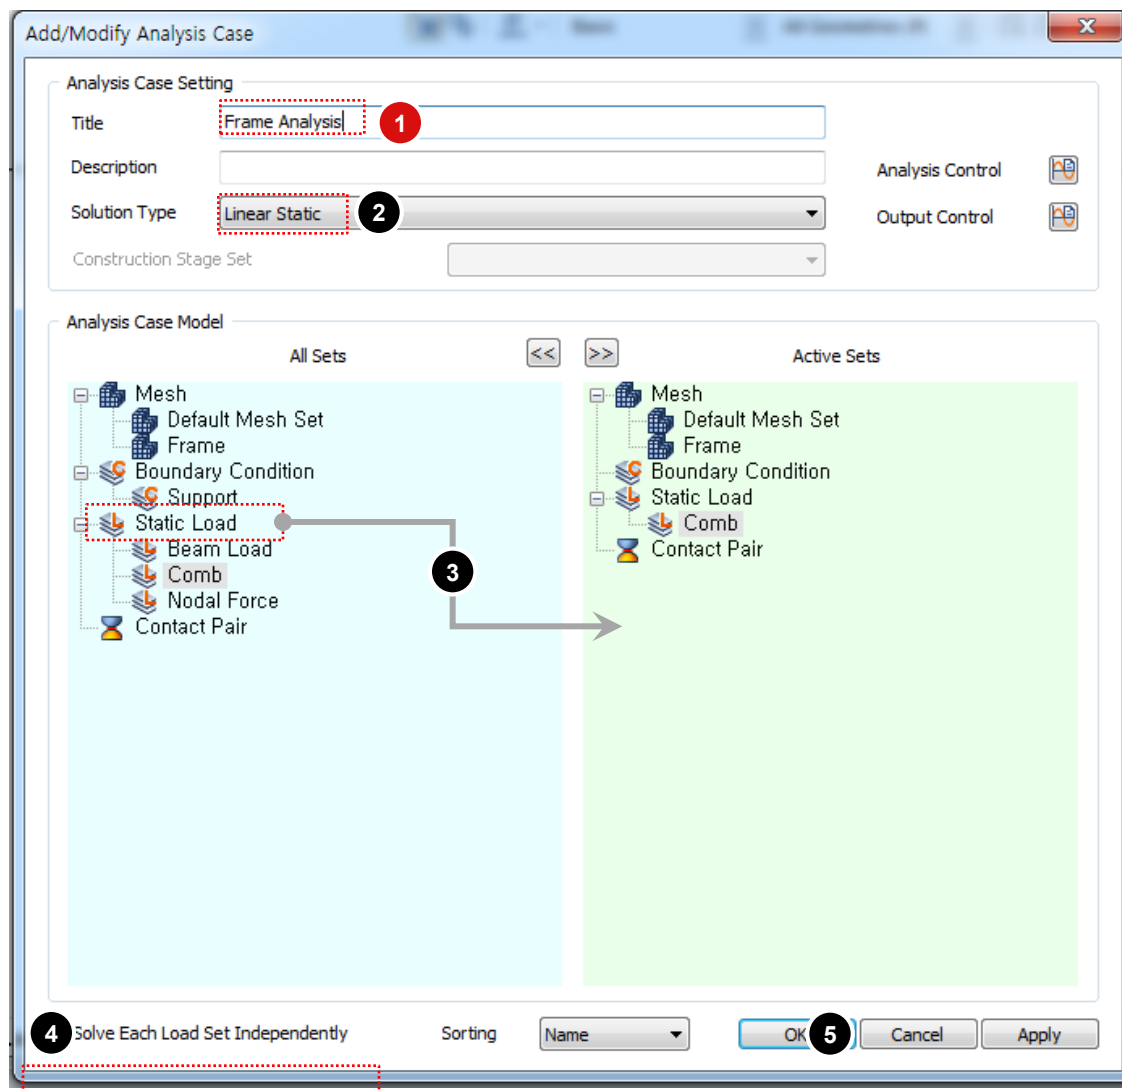 Add/Modify Analysis Case
Analysis Case Setting
Title Frame Analysis 1
Description Analysis Control
Solution Type Linear Static 2 Output Control
Construction Stage Set
Analysis Case Model
All Sets << >> Active Sets
Mesh Mesh
Default Mesh Set Default Mesh Set
Frame Frame
Boundary Condition Boundary Condition
Support Static Load
Static Load Comb
Beam Load Contact Pair
3
Comb
Nodal Force
Contact Pair
4 Solve Each Load Set Independently Sorting Name OK 5 Cancel Apply